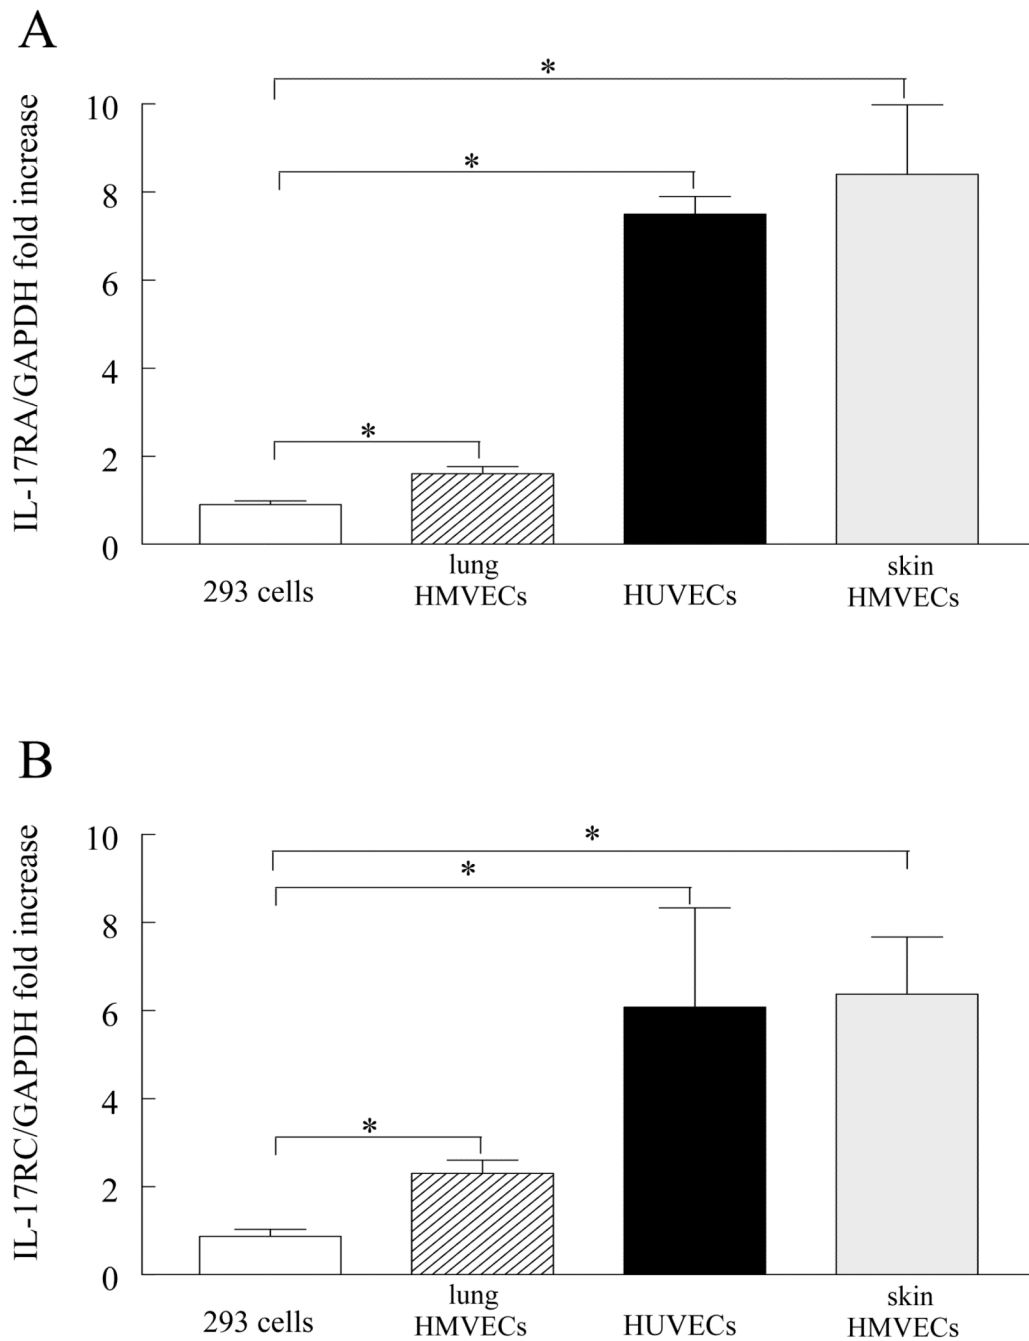 A
IL-17RA/GAPDH fold increase
10
8
6
4
2
0
*
*
*
293 cells
lung
HMVECs
HUVECs
skin
HMVECs
B
IL-17RC/GAPDH fold increase
10
8
6
4
2
0
*
*
*
293 cells
lung
HMVECs
HUVECs
skin
HMVECs